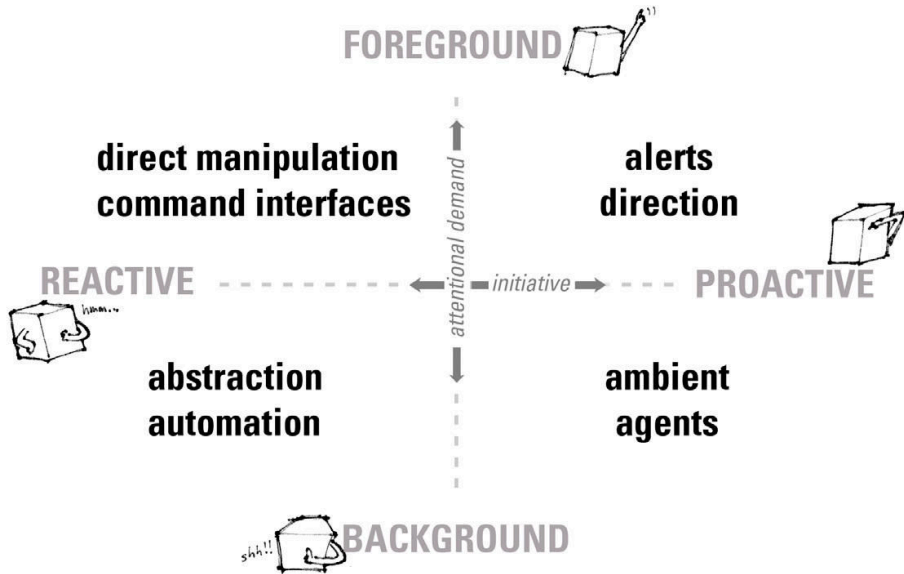 FOREGROUND
direct manipulation
command interfaces
alerts
direction
attentional demand
REACTIVE
initiative
PROACTIVE
hmm...
abstraction
automation
ambient
agents
shh!!
BACKGROUND